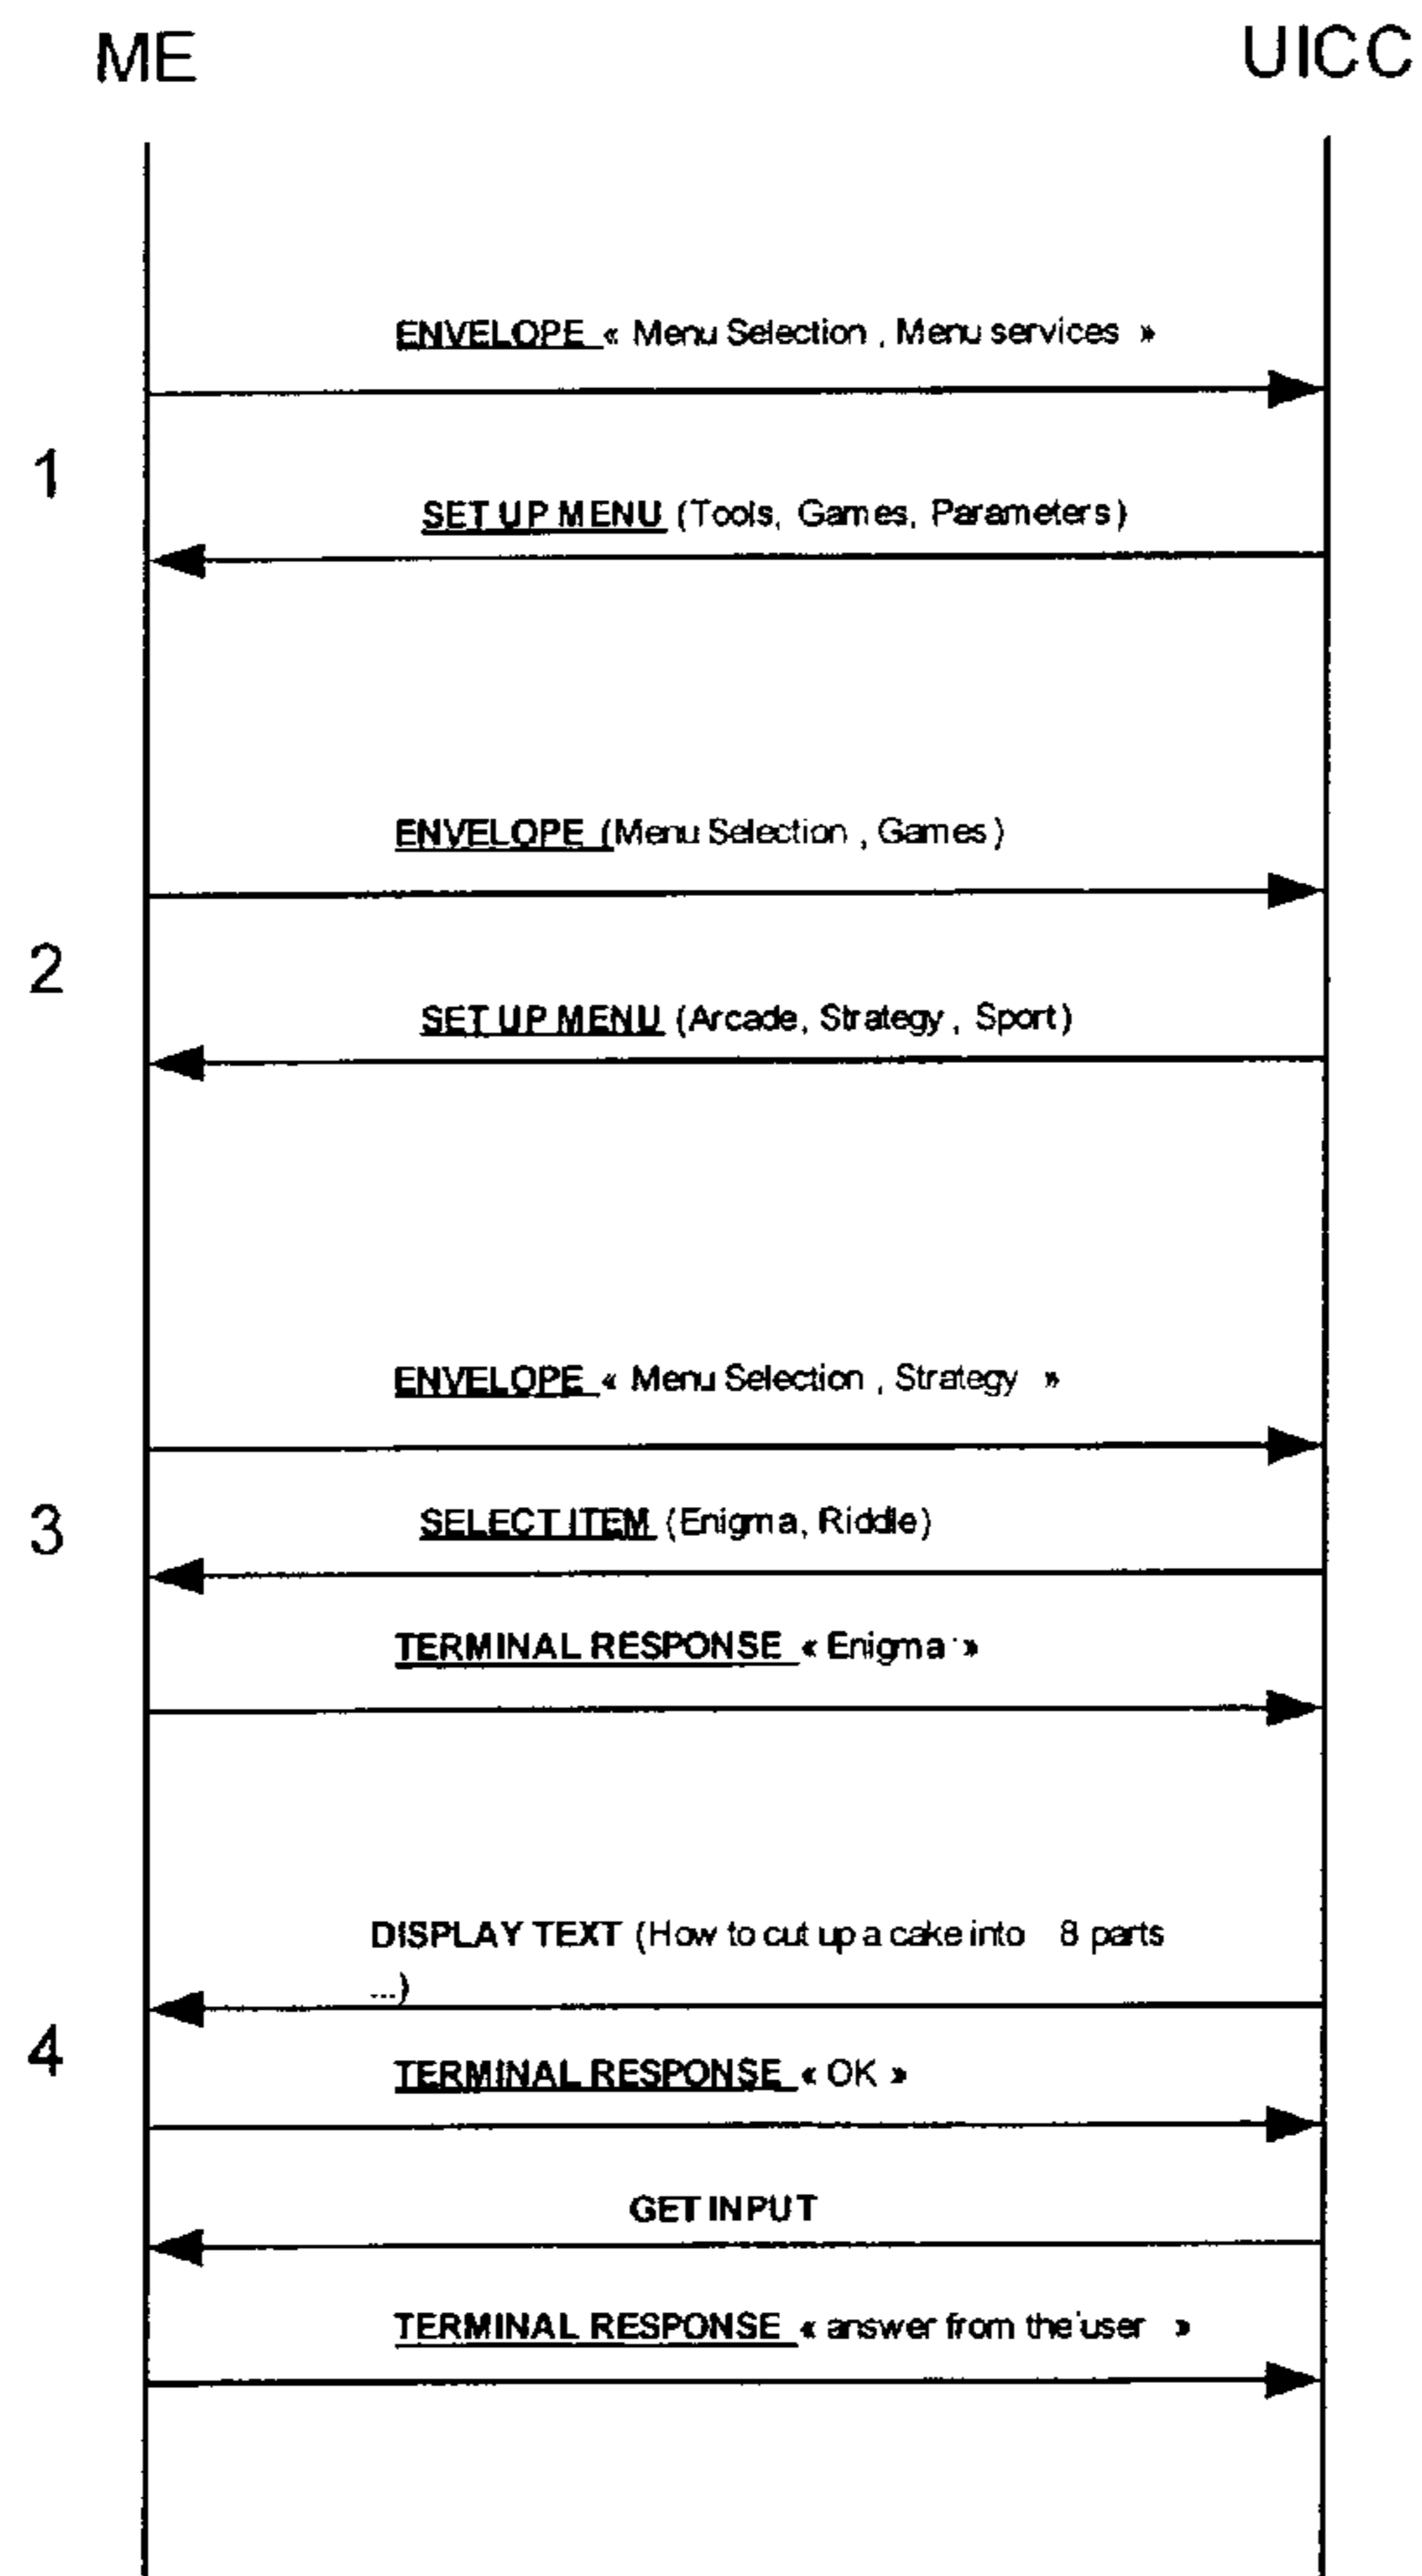 ME UICC
ENVELOPE « Menu Selection , Menu services »
1
SET UP MENU (Tools, Games, Parameters)
ENVELOPE (Menu Selection , Games)
2
SET UP MENU (Arcade, Strategy , Sport)
ENVELOPE « Menu Selection , Strategy »
3
SELECT ITEM (Enigma, Riddle)
TERMINAL RESPONSE « Enigma »
DISPLAY TEXT (How to cut up a cake into 8 parts
...)
4
TERMINAL RESPONSE « OK »
GET INPUT
TERMINAL RESPONSE « answer from the user »